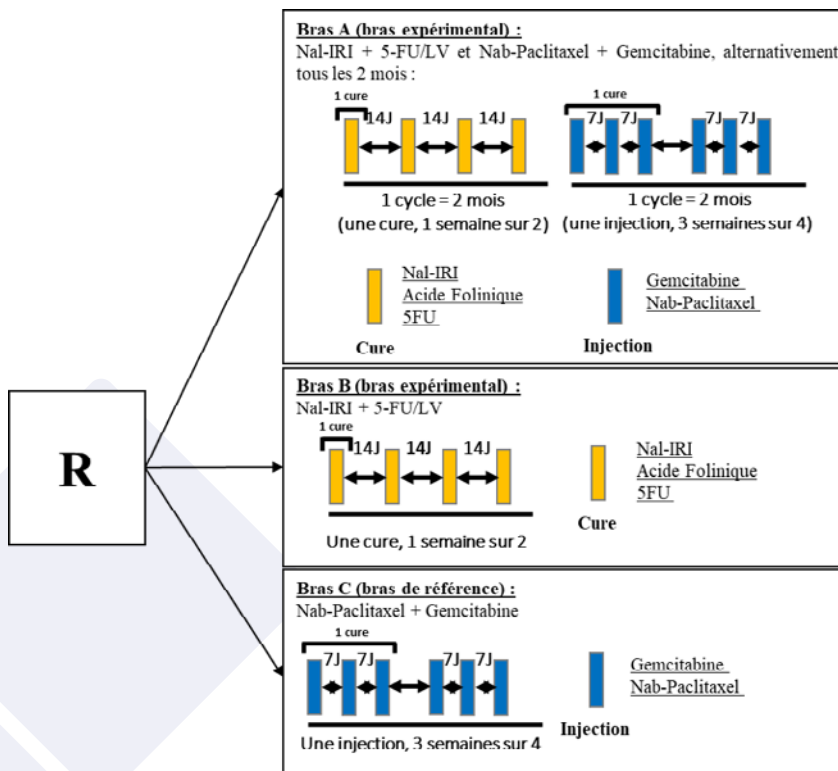 Bras A (bras expérimental) :
Nal-IRI + 5-FU/LV et Nab-Paclitaxel + Gemcitabine, alternativement
tous les 2 mois :
1 cure
14J 14J 14J
1 cure
7J 7J 7J 7J
1 cycle = 2 mois
(une cure, 1 semaine sur 2)
1 cycle = 2 mois
(une injection, 3 semaines sur 4)
Nal-IRI
Acide Folinique
5FU
Cure
Gemcitabine
Nab-Paclitaxel
Injection
R
Bras B (bras expérimental) :
Nal-IRI + 5-FU/LV
1 cure
14J 14J 14J
Une cure, 1 semaine sur 2
Nal-IRI
Acide Folinique
5FU
Cure
Bras C (bras de référence) :
Nab-Paclitaxel + Gemcitabine
1 cure
7J 7J 7J 7J
Une injection, 3 semaines sur 4
Gemcitabine
Nab-Paclitaxel
Injection